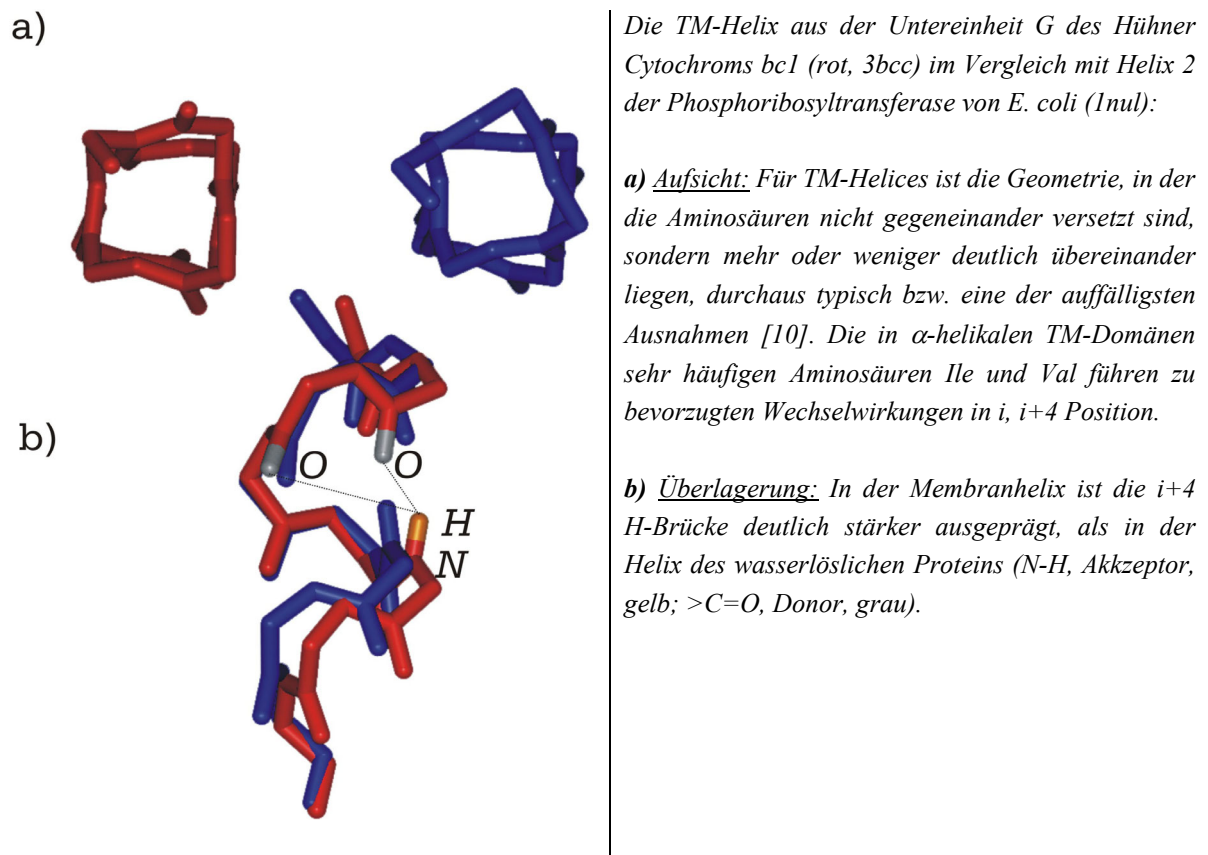 a)
Die TM-Helix aus der Untereinheit G des Hühner
Cytochroms bc1 (rot, 3bcc) im Vergleich mit Helix 2
der Phosphoribosyltransferase von E. coli (1nul):
a) Aufsicht: Für TM-Helices ist die Geometrie, in der
die Aminosäuren nicht gegeneinander versetzt sind,
sondern mehr oder weniger deutlich übereinander
liegen, durchaus typisch bzw. eine der auffälligsten
Ausnahmen [10]. Die in α-helikalen TM-Domänen
sehr häufigen Aminosäuren Ile und Val führen zu
bevorzugten Wechselwirkungen in i, i+4 Position.
b)
O O
H
N
b) Überlagerung: In der Membranhelix ist die i+4
H-Brücke deutlich stärker ausgeprägt, als in der
Helix des wasserlöslichen Proteins (N-H, Akkzeptor,
gelb; >C=O, Donor, grau).